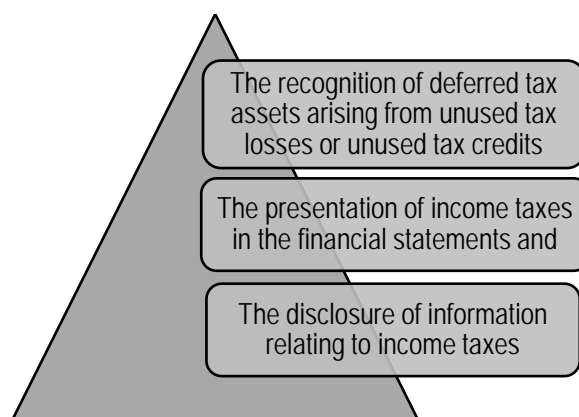 The recognition of deferred tax
assets arising from unused tax
losses or unused tax credits
The presentation of income taxes
in the financial statements and
The disclosure of information
relating to income taxes